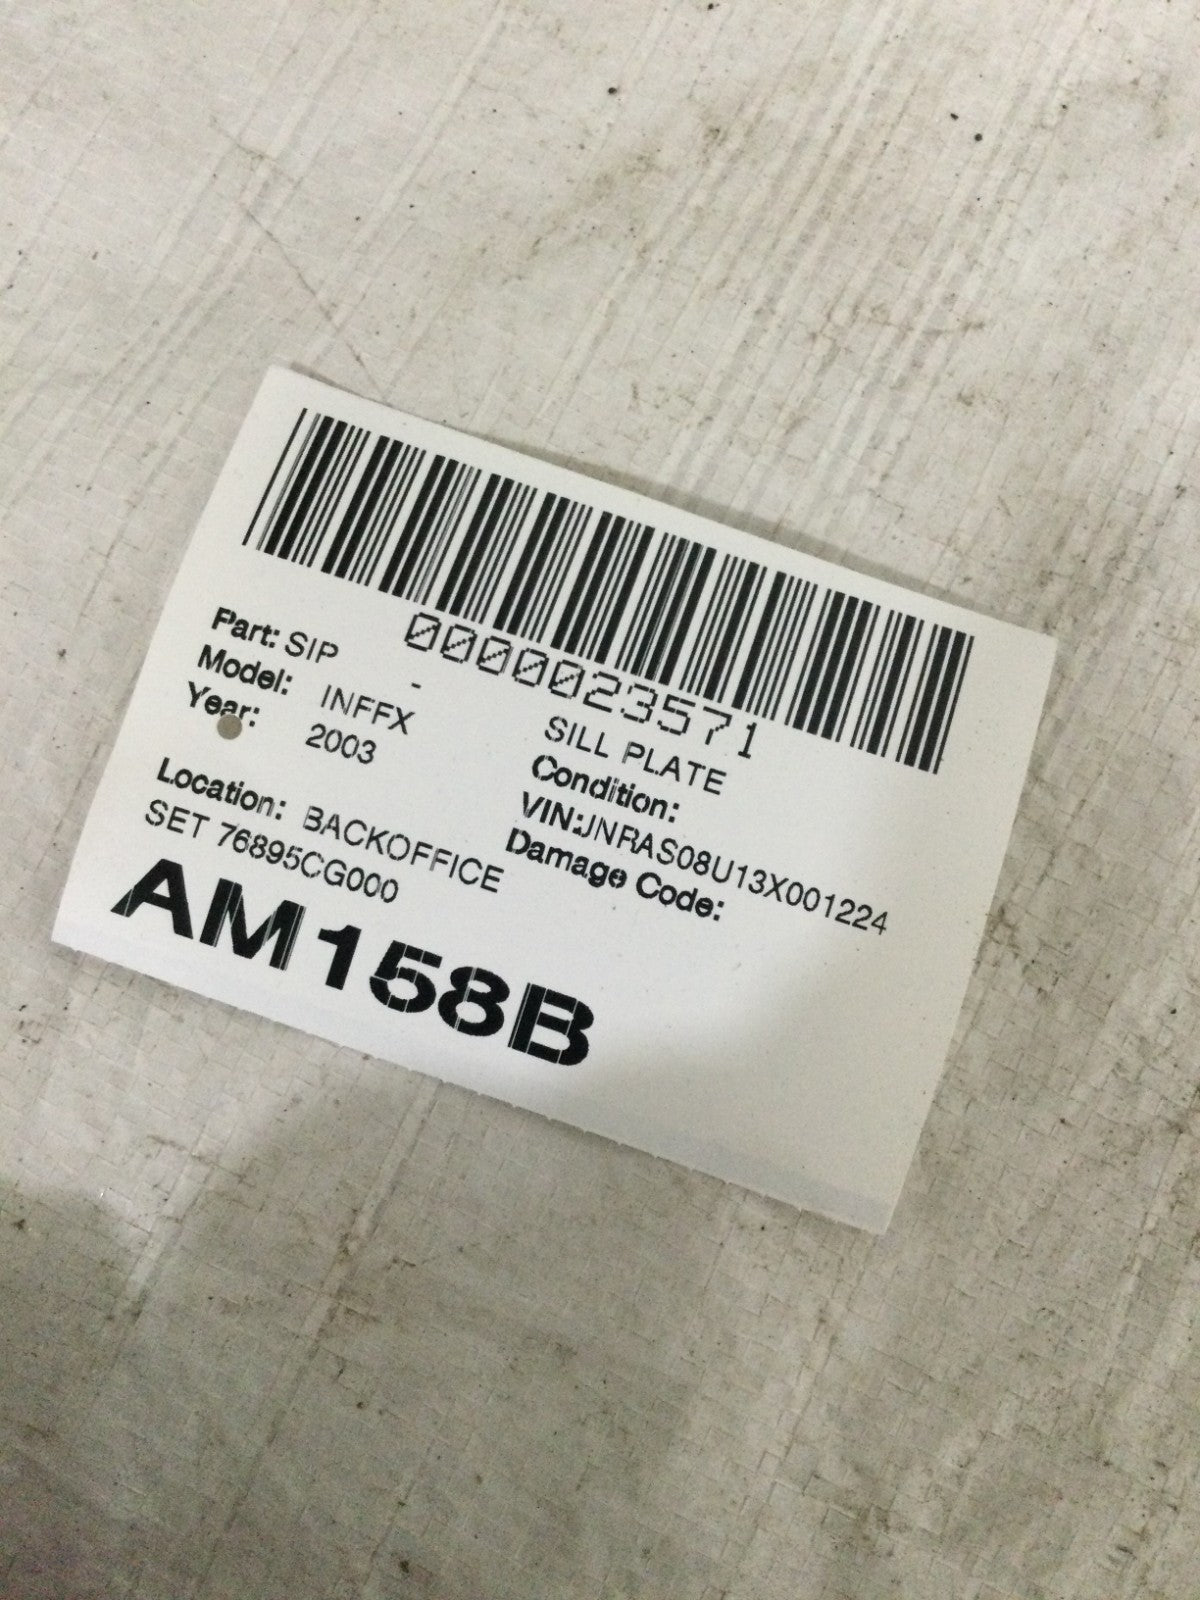 0000023571
Part: SIP - SILL PLATE
Model: INFFX Condition:
Year: 2003 VIN:JNRAS08U13X001224
Damage Code:
Location: BACKOFFICE
SET 76895CG000
AM158B